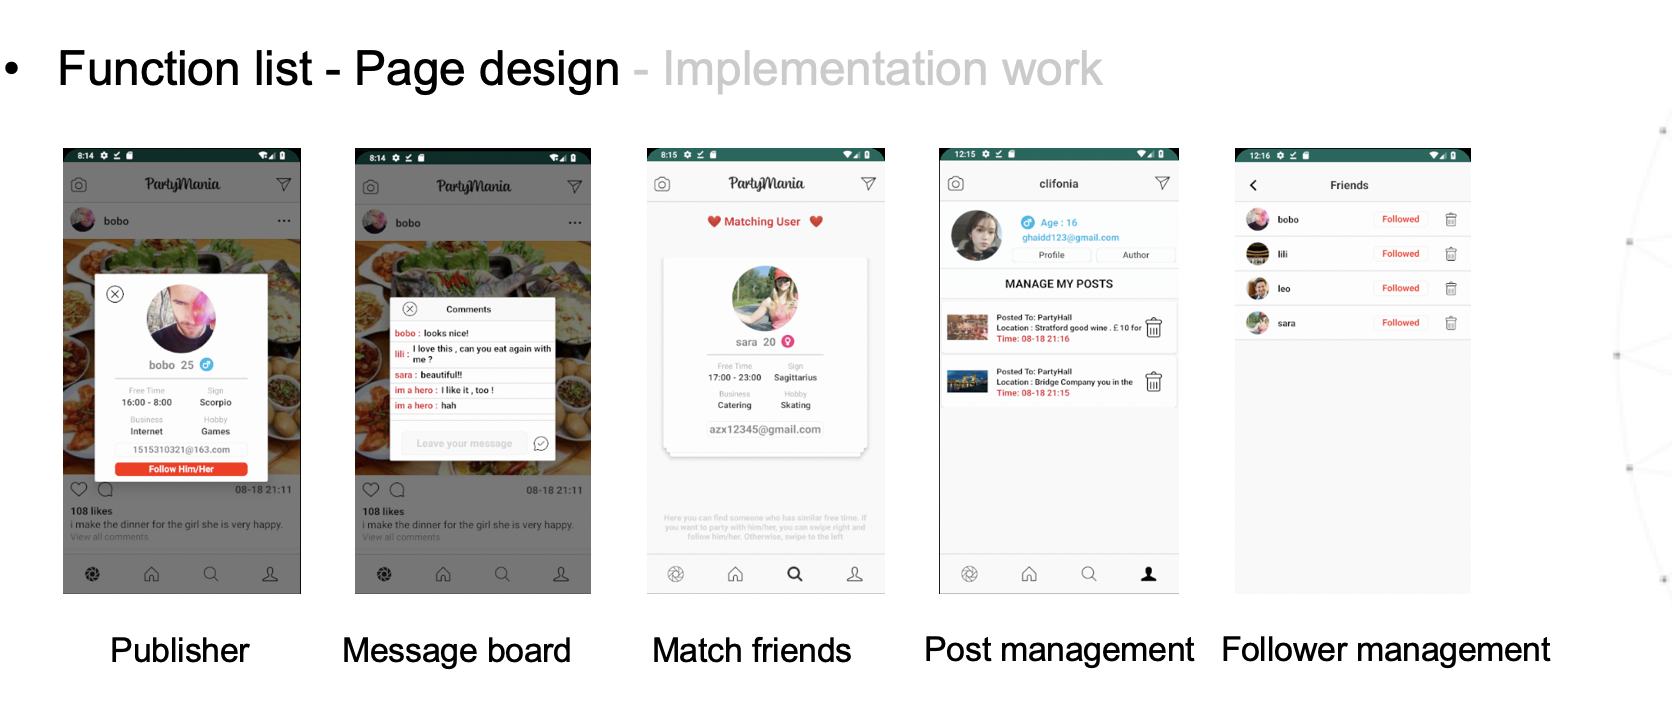 • Function list - Page design - Implementation work
8:14
PartyMania
bobo
bobo 25
Free Time Sign
16:00 - 8:00 Scorpio
Business Hobby
Internet Games
1515310321@163.com
Follow Him/Her
08-18 21:11
108 likes
i make the dinner for the girl she is very happy.
View all comments
Publisher
8:14
PartyMania
bobo
Comments
bobo : looks nice!
lili : I love this , can you eat again with
me ?
sara : beautiful!!
im a hero : I like it , too !
im a hero : hah
Leave your message
08-18 21:11
108 likes
i make the dinner for the girl she is very happy.
View all comments
Message board
8:15
PartyMania
Matching User
sara 20
Free Time Sign
17:00 - 23:00 Sagittarius
Business Hobby
Catering Skating
azx12345@gmail.com
Here you can find someone who has similar free time. If
you want to party with him/her, you can swipe right and
follow him/her. Otherwise, swipe to the left
Match friends
12:15
clifonia
Age : 16
ghaidd123@gmail.com
Profile Author
MANAGE MY POSTS
Posted To: PartyHall
Location : Stratford good wine . £ 10 for
Time: 08-18 21:16
Posted To: PartyHall
Location : Bridge Company you in the
Time: 08-18 21:15
Post management
12:16
Friends
bobo Followed
lili Followed
leo Followed
sara Followed
Follower management